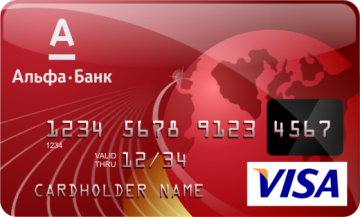 А
Альфа·Банк
1234 5678 9123 4567
1234
VALID
THRU 12/34
CARDHOLDER NAME
VISA